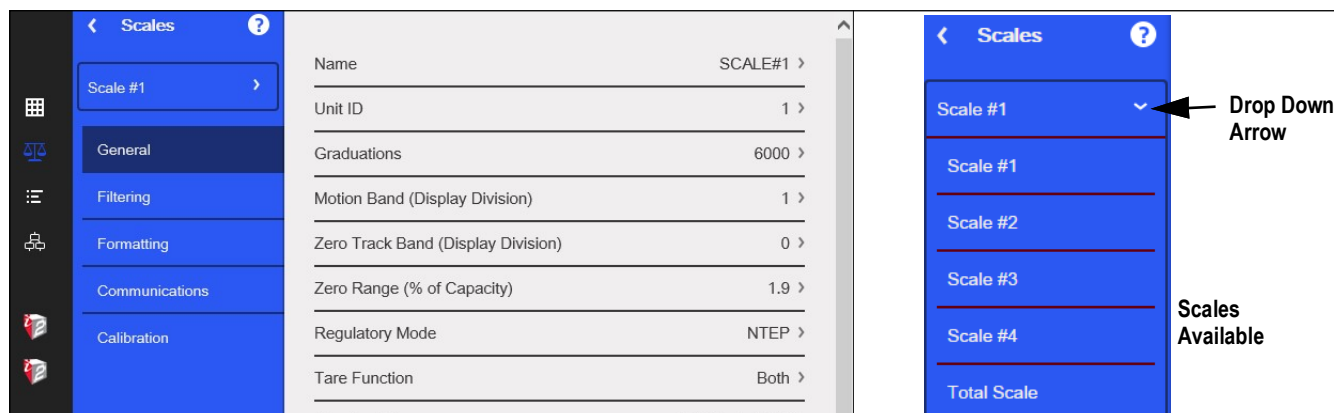 Scales ?
Scale #1
General
Filtering
Formatting
Communications
Calibration
Name SCALE#1
Unit ID 1
Graduations 6000
Motion Band (Display Division) 1
Zero Track Band (Display Division) 0
Zero Range (% of Capacity) 1.9
Regulatory Mode NTEP
Tare Function Both
Scales ?
Scale #1
Scale #1
Scale #2
Scale #3
Scale #4
Total Scale
Drop Down
Arrow
Scales
Available